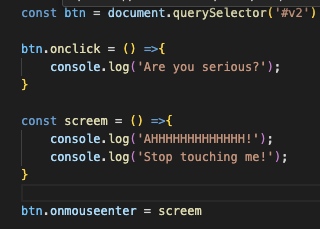 const btn = document.querySelector('#v2')
btn.onclick = () =>{
console.log('Are you serious?');
}
const screem = () =>{
console.log('AHHHHHHHHHHHHH!');
console.log('Stop touching me!');
}
btn.onmouseenter = screem